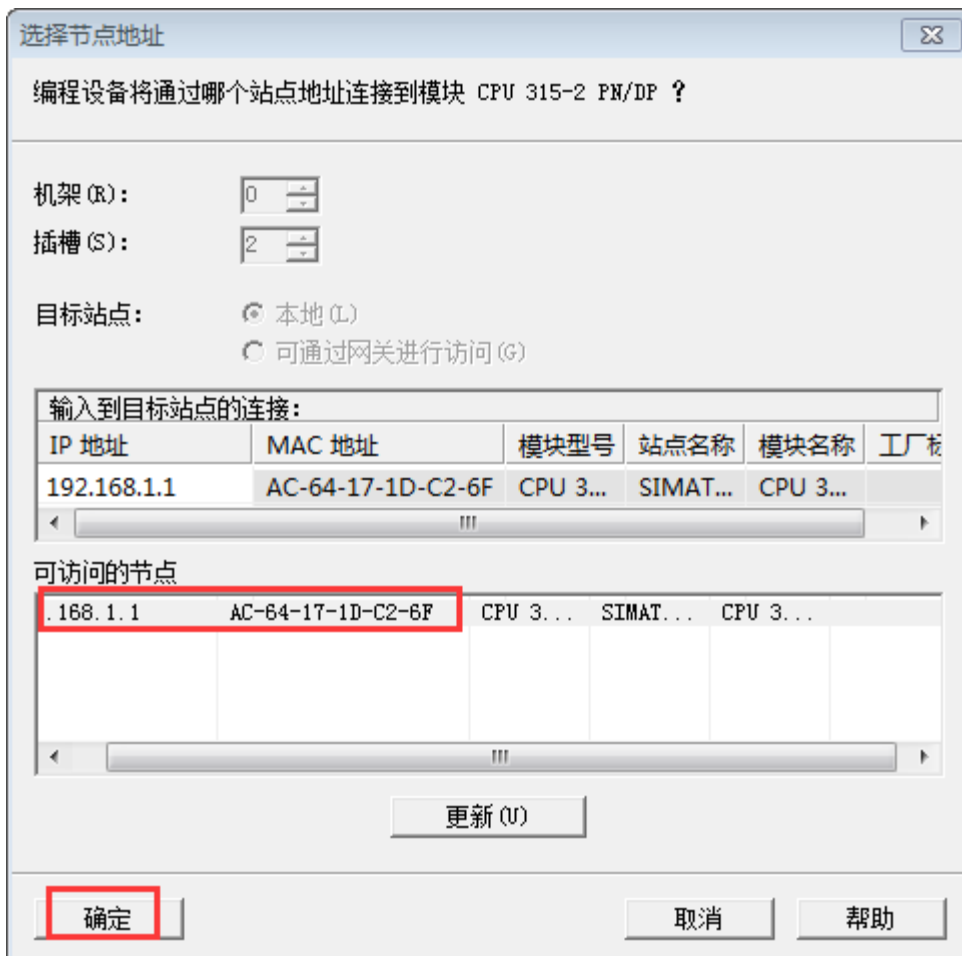 选择节点地址
编程设备将通过哪个站点地址连接到模块 CPU 315-2 PN/DP ?
机架(R): 0
插槽(S): 2
目标站点: 本地(L)
可通过网关进行访问(G)
输入到目标站点的连接:
IP 地址 MAC 地址 模块型号 站点名称 模块名称 工厂标
192.168.1.1 AC-64-17-1D-C2-6F CPU 3... SIMAT... CPU 3...
可访问的节点
.168.1.1 AC-64-17-1D-C2-6F CPU 3... SIMAT... CPU 3...
更新(U)
确定 取消 帮助